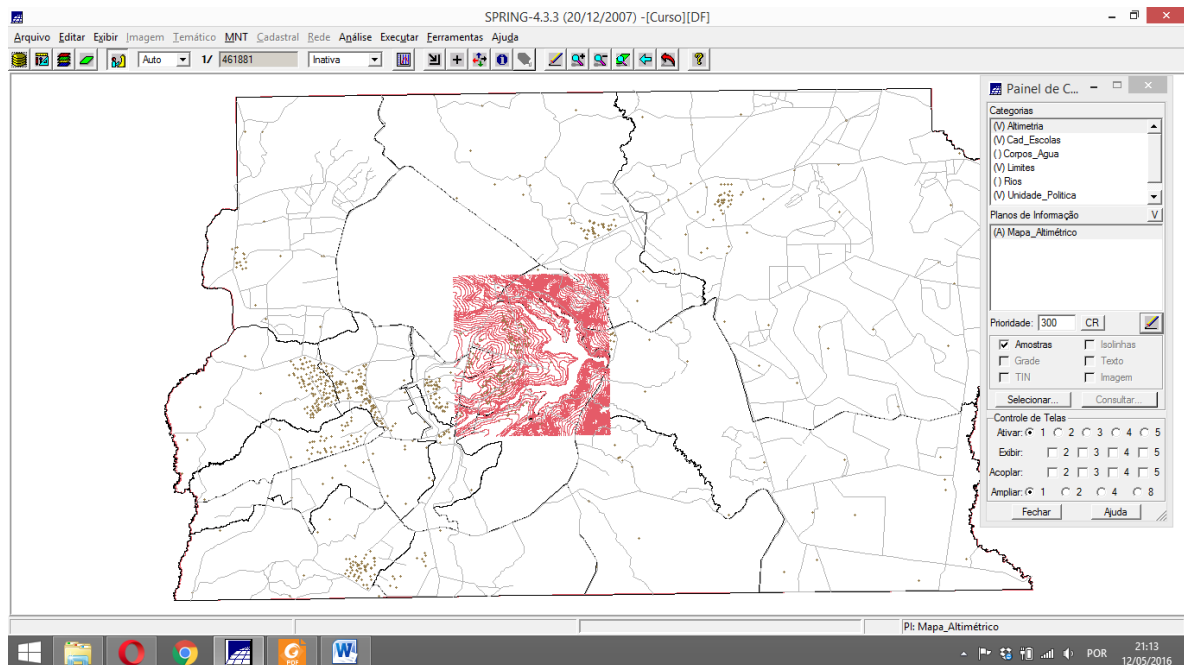 SPRING-4.3.3 (20/12/2007) -[Curso][DF]
Arquivo Editar Exibir Imagem Temático MNT Cadastral Rede Análise Executar Ferramentas Ajuda
Auto 1/ 461881 Inativa
Painel de C...
Categorias
(V) Altimetria
(V) Cad_Escolas
( ) Corpos_Agua
(V) Limites
( ) Rios
(V) Unidade_Politica
Planos de Informação V
(A) Mapa_Altimétrico
Prioridade: 300 CR
Amostras Isolinhas
Grade Texto
TIN Imagem
Selecionar... Consultar...
Controle de Telas
Ativar: 1 2 3 4 5
Exibir: 2 3 4 5
Acoplar: 2 3 4 5
Ampliar: 1 2 4 8
Fechar Ajuda
PI: Mapa_Altimétrico
PDF
POR
21:13
12/05/2016